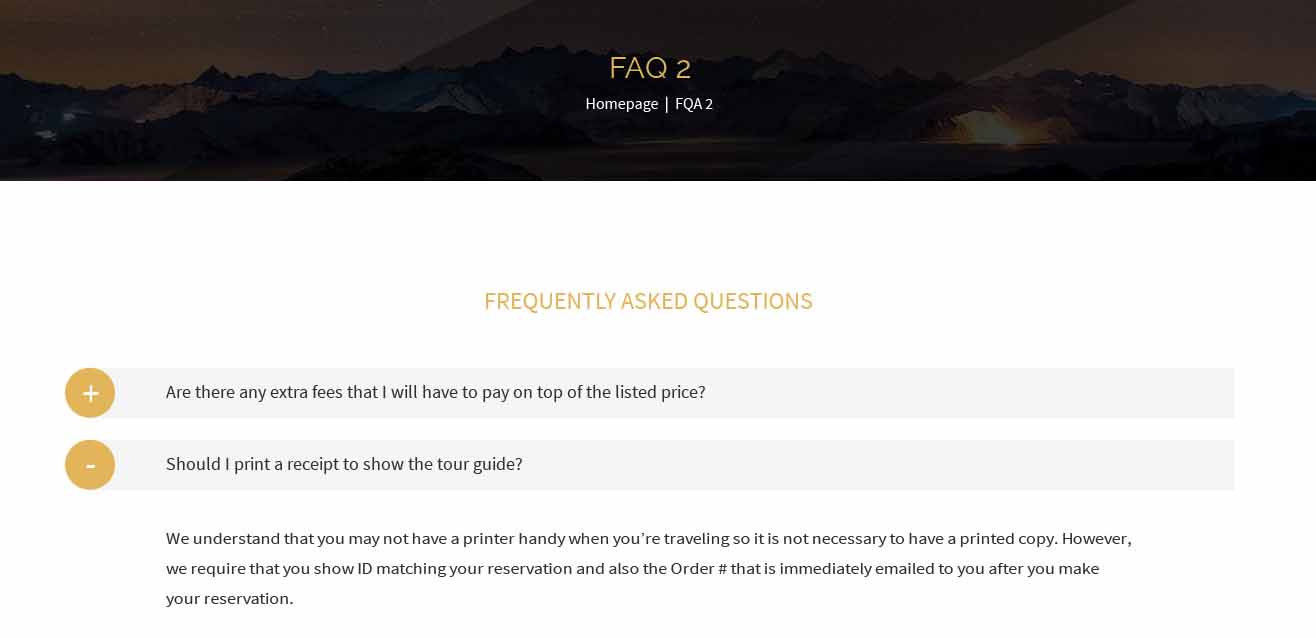 FAQ 2
Homepage | FQA 2
FREQUENTLY ASKED QUESTIONS
+ Are there any extra fees that I will have to pay on top of the listed price?
- Should I print a receipt to show the tour guide?
We understand that you may not have a printer handy when you’re traveling so it is not necessary to have a printed copy. However,
we require that you show ID matching your reservation and also the Order # that is immediately emailed to you after you make
your reservation.